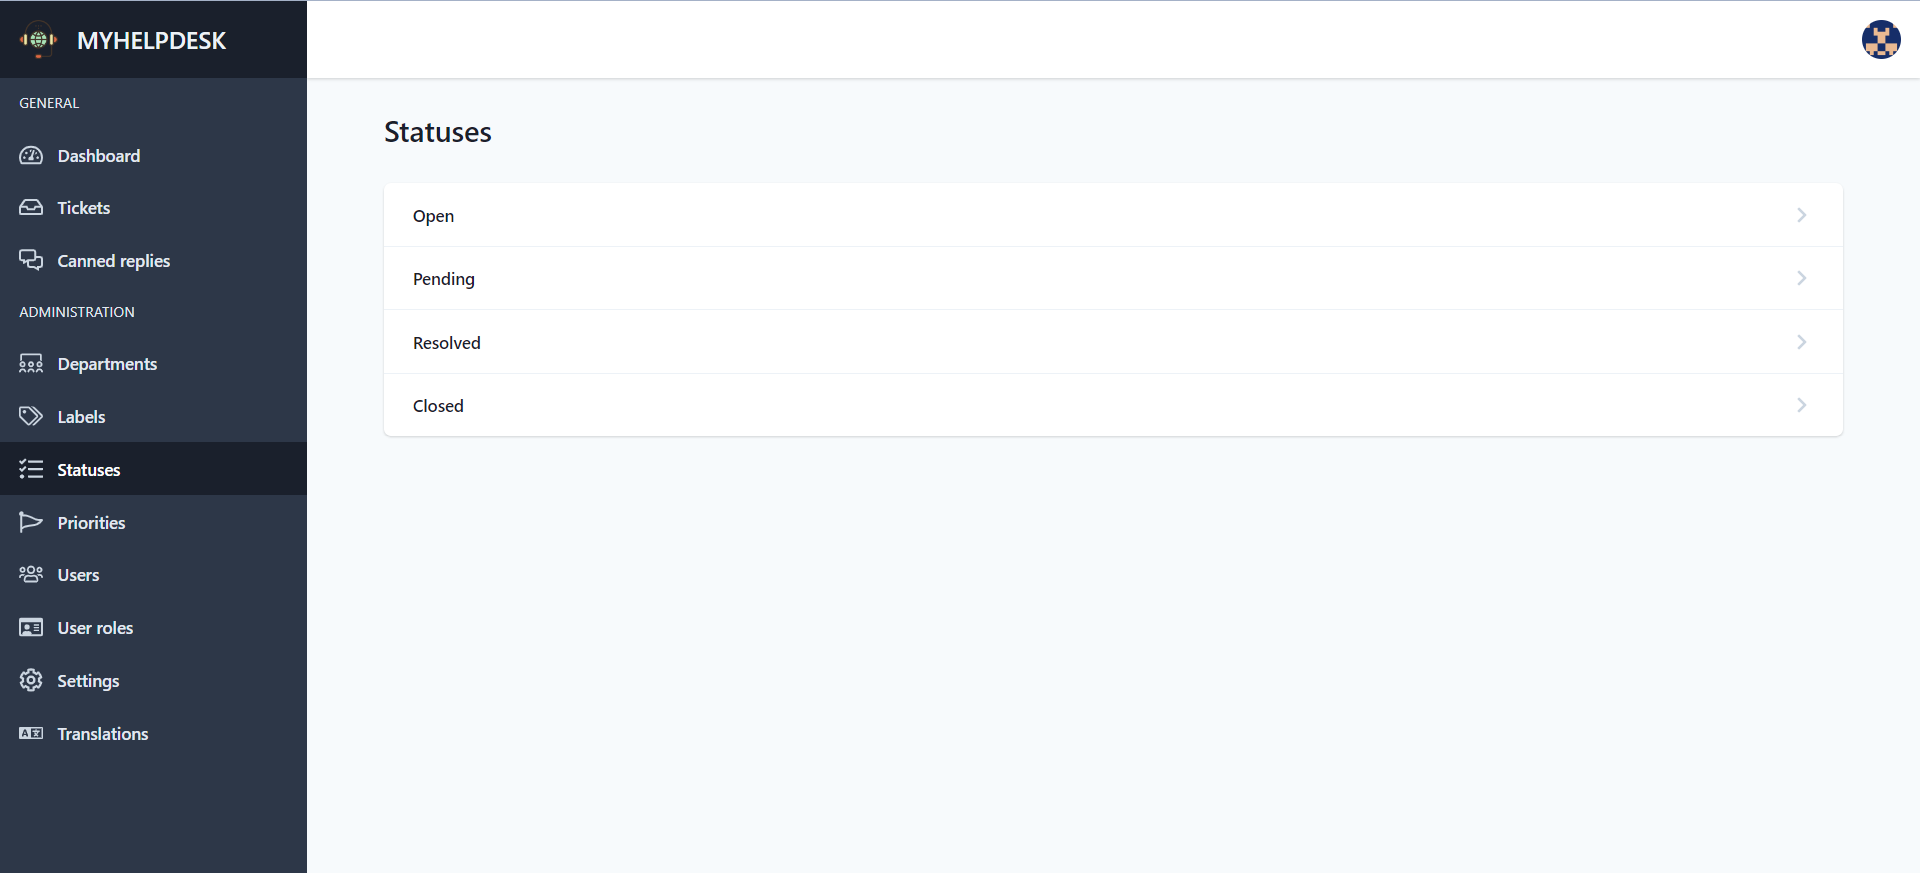 MYHELPDESK
GENERAL
Dashboard
Tickets
Canned replies
ADMINISTRATION
Departments
Labels
Statuses
Priorities
Users
User roles
Settings
Translations
Statuses
Open
Pending
Resolved
Closed